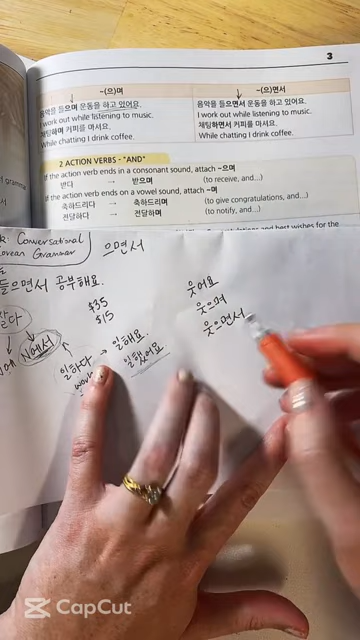 3
~(으)며
~(으)면서
음악을 들으며 운동을 하고 있어요.
I work out while listening to music.
채팅하며 커피를 마셔요.
While chatting I drink coffee.
음악을 들으면서 운동을 하고 있어요.
I work out while listening to music.
채팅하면서 커피를 마셔요.
While chatting I drink coffee.
2 ACTION VERBS - "AND"
If the action verb ends in a consonant sound, attach ~으며
받다 → 받으며 (to receive, and...)
If the action verb ends on a vowel sound, attach ~며
축하드리다 → 축하드리며 (to give congratulations, and...)
전달하다 → 전달하며 (to notify, and...)
and best wishes for the
Conversational
Korean Grammar
으면서
들으면서 공부해요.
$35
$15
N에서
일하다 → 일해요.
work
일했어요
웃어요
웃으며
웃으면서
CapCut